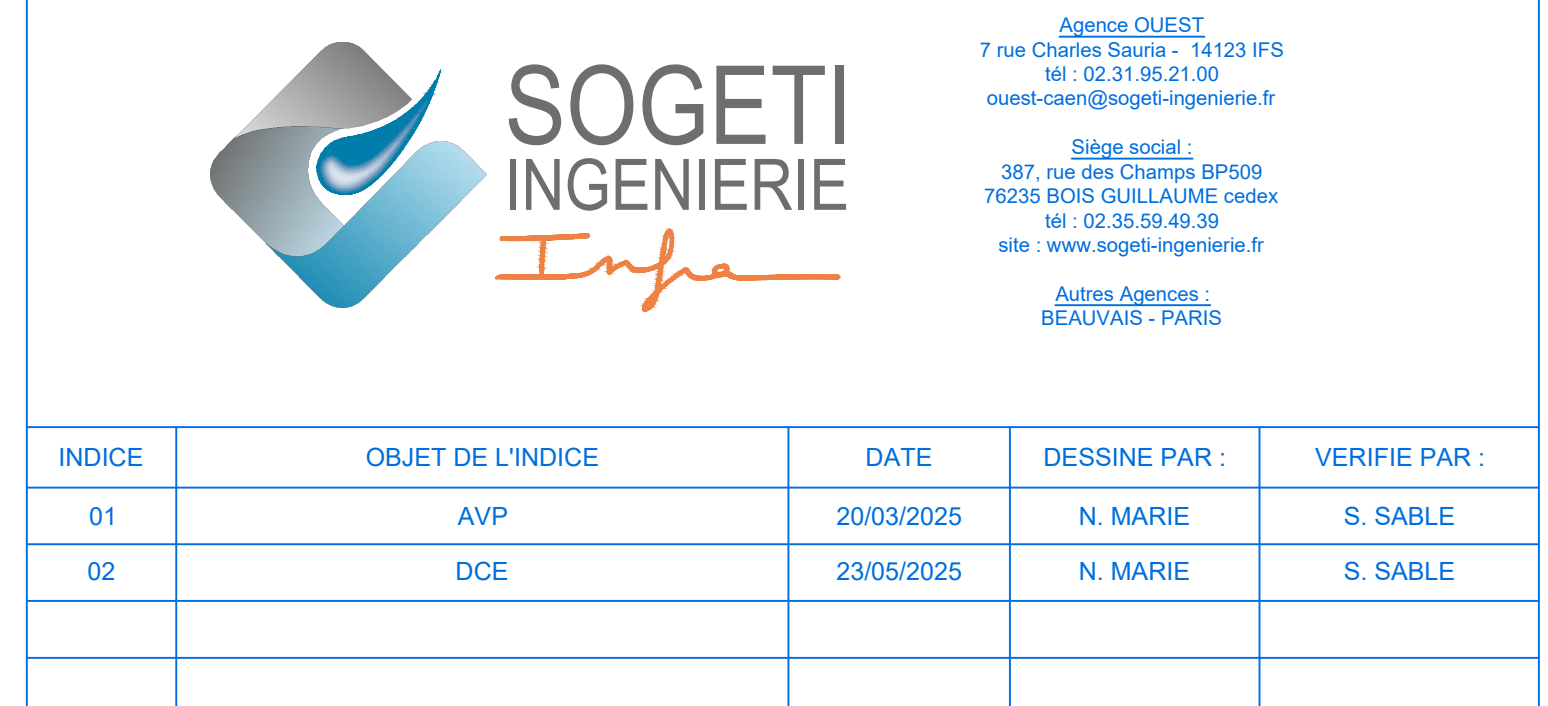 SOGETI
INGENIERIE
Infra
Agence OUEST
7 rue Charles Sauria - 14123 IFS
tél : 02.31.95.21.00
ouest-caen@sogeti-ingenierie.fr
Siège social :
387, rue des Champs BP509
76235 BOIS GUILLAUME cedex
tél : 02.35.59.49.39
site : www.sogeti-ingenierie.fr
Autres Agences :
BEAUVAIS - PARIS
INDICE OBJET DE L'INDICE DATE DESSINE PAR : VERIFIE PAR :
01 AVP 20/03/2025 N. MARIE S. SABLE
02 DCE 23/05/2025 N. MARIE S. SABLE